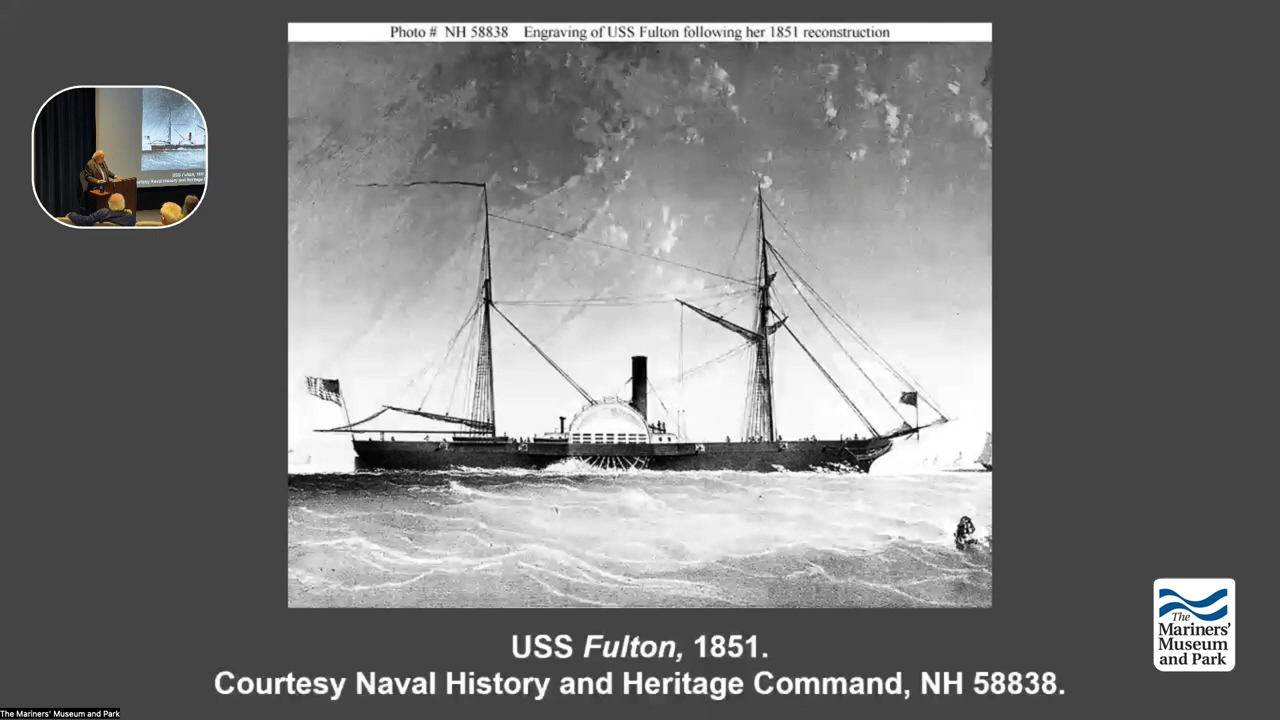 Photo # NH 58838 Engraving of USS Fulton following her 1851 reconstruction
USS Fulton, 1851.
Courtesy Naval History and Heritage Command, NH 58838.
The
Mariners'
Museum
and Park
The Mariners' Museum and Park